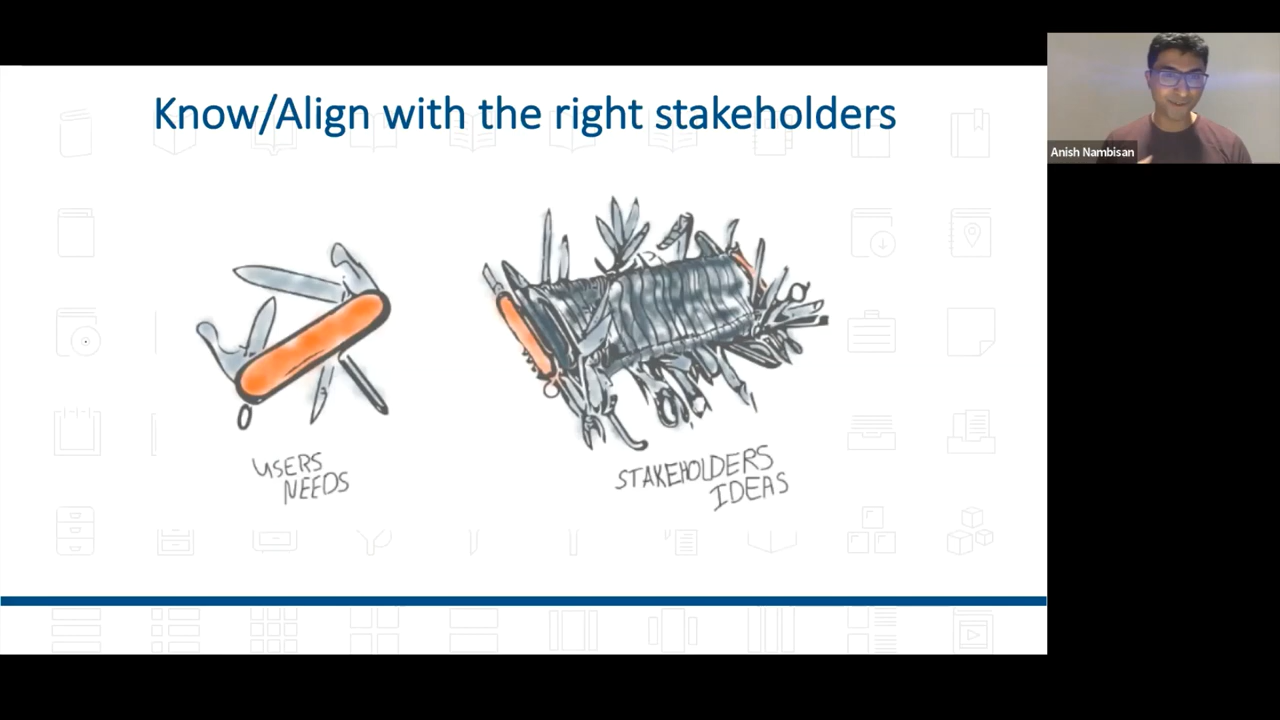 Know/Align with the right stakeholders
Anish Nambisan
USERS
NEEDS
STAKEHOLDERS
IDEAS